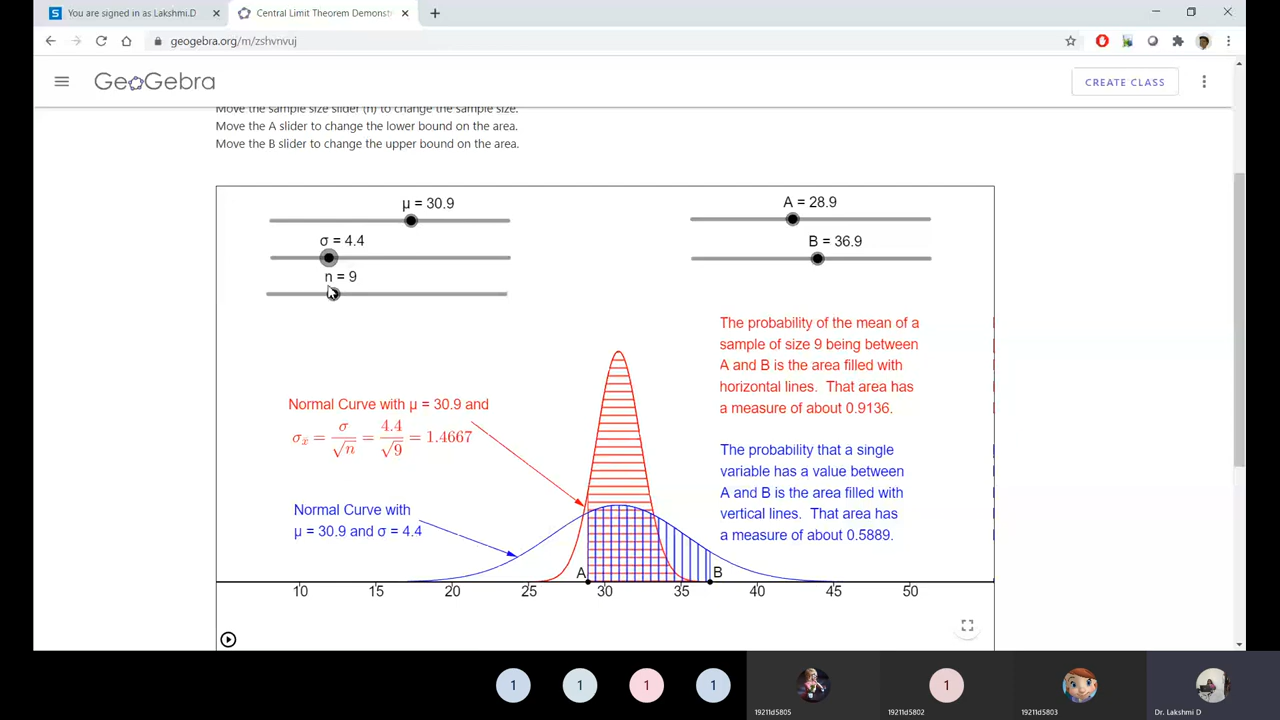 You are signed in as Lakshmi.D
Central Limit Theorem Demonst
geogebra.org/m/zshvnvuj
GeoGebra
CREATE CLASS
Move the sample size slider (n) to change the sample size.
Move the A slider to change the lower bound on the area.
Move the B slider to change the upper bound on the area.
μ = 30.9
σ = 4.4
n = 9
A = 28.9
B = 36.9
The probability of the mean of a
sample of size 9 being between
A and B is the area filled with
horizontal lines. That area has
a measure of about 0.9136.
Normal Curve with μ = 30.9 and
σx̄ = σ/√n = 4.4/√9 = 1.4667
The probability that a single
variable has a value between
A and B is the area filled with
vertical lines. That area has
a measure of about 0.5889.
Normal Curve with
μ = 30.9 and σ = 4.4
A
B
10 15 20 25 30 35 40 45 50
1 1 1 1 1
19211d5805
19211d5802
19211d5803
Dr. Lakshmi D